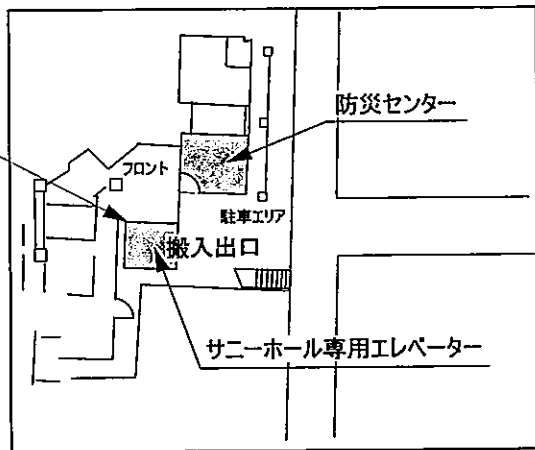 防災センター
フロント
駐車エリア
搬入出口
サニーホール専用エレベーター